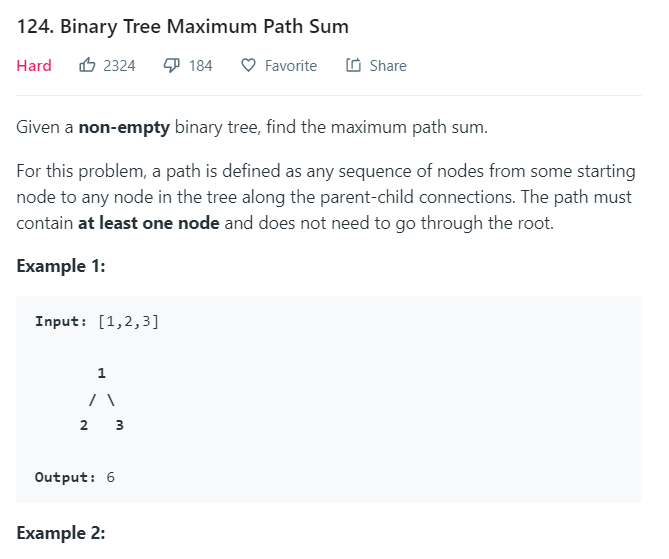 124. Binary Tree Maximum Path Sum
Hard 2324 184 Favorite Share
Given a non-empty binary tree, find the maximum path sum.
For this problem, a path is defined as any sequence of nodes from some starting
node to any node in the tree along the parent-child connections. The path must
contain at least one node and does not need to go through the root.
Example 1:
Input: [1,2,3]
1
/ \
2 3
Output: 6
Example 2: